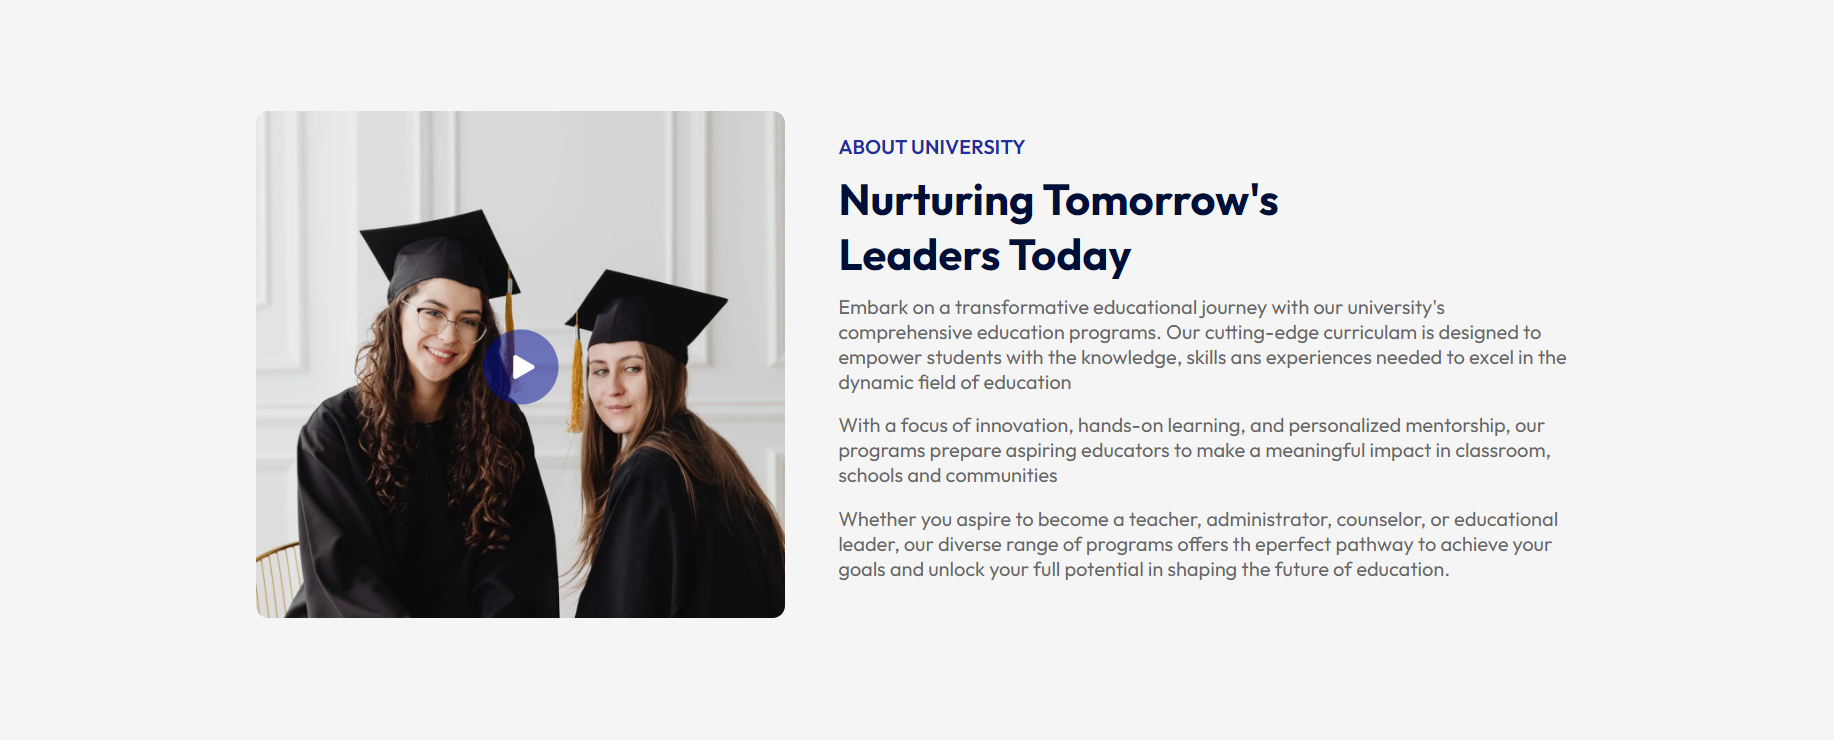 ABOUT UNIVERSITY
Nurturing Tomorrow's
Leaders Today
Embark on a transformative educational journey with our university's
comprehensive education programs. Our cutting-edge curriculam is designed to
empower students with the knowledge, skills ans experiences needed to excel in the
dynamic field of education
With a focus of innovation, hands-on learning, and personalized mentorship, our
programs prepare aspiring educators to make a meaningful impact in classroom,
schools and communities
Whether you aspire to become a teacher, administrator, counselor, or educational
leader, our diverse range of programs offers th eperfect pathway to achieve your
goals and unlock your full potential in shaping the future of education.